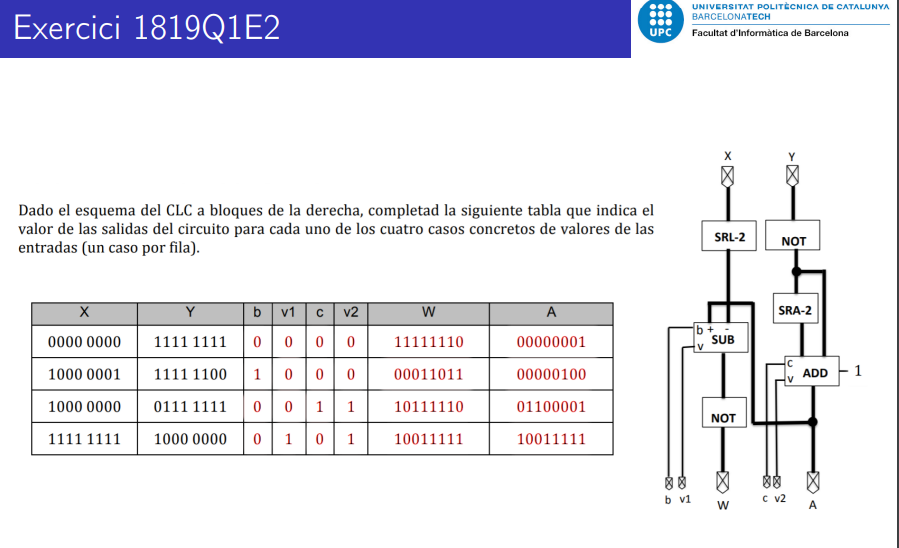 Exercici 1819Q1E2
UNIVERSITAT POLITÈCNICA DE CATALUNYA
BARCELONATECH
Facultat d'Informàtica de Barcelona
UPC
Dado el esquema del CLC a bloques de la derecha, completad la siguiente tabla que indica el
valor de las salidas del circuito para cada uno de los cuatro casos concretos de valores de las
entradas (un caso por fila).
X Y b v1 c v2 W A
0000 0000 1111 1111 0 0 0 0 11111110 00000001
1000 0001 1111 1100 1 0 0 0 00011011 00000100
1000 0000 0111 1111 0 0 1 1 10111110 01100001
1111 1111 1000 0000 0 1 0 1 10011111 10011111
X Y
SRL-2 NOT
SRA-2
b + -
v SUB
c
v ADD 1
NOT
b v1 W c v2 A